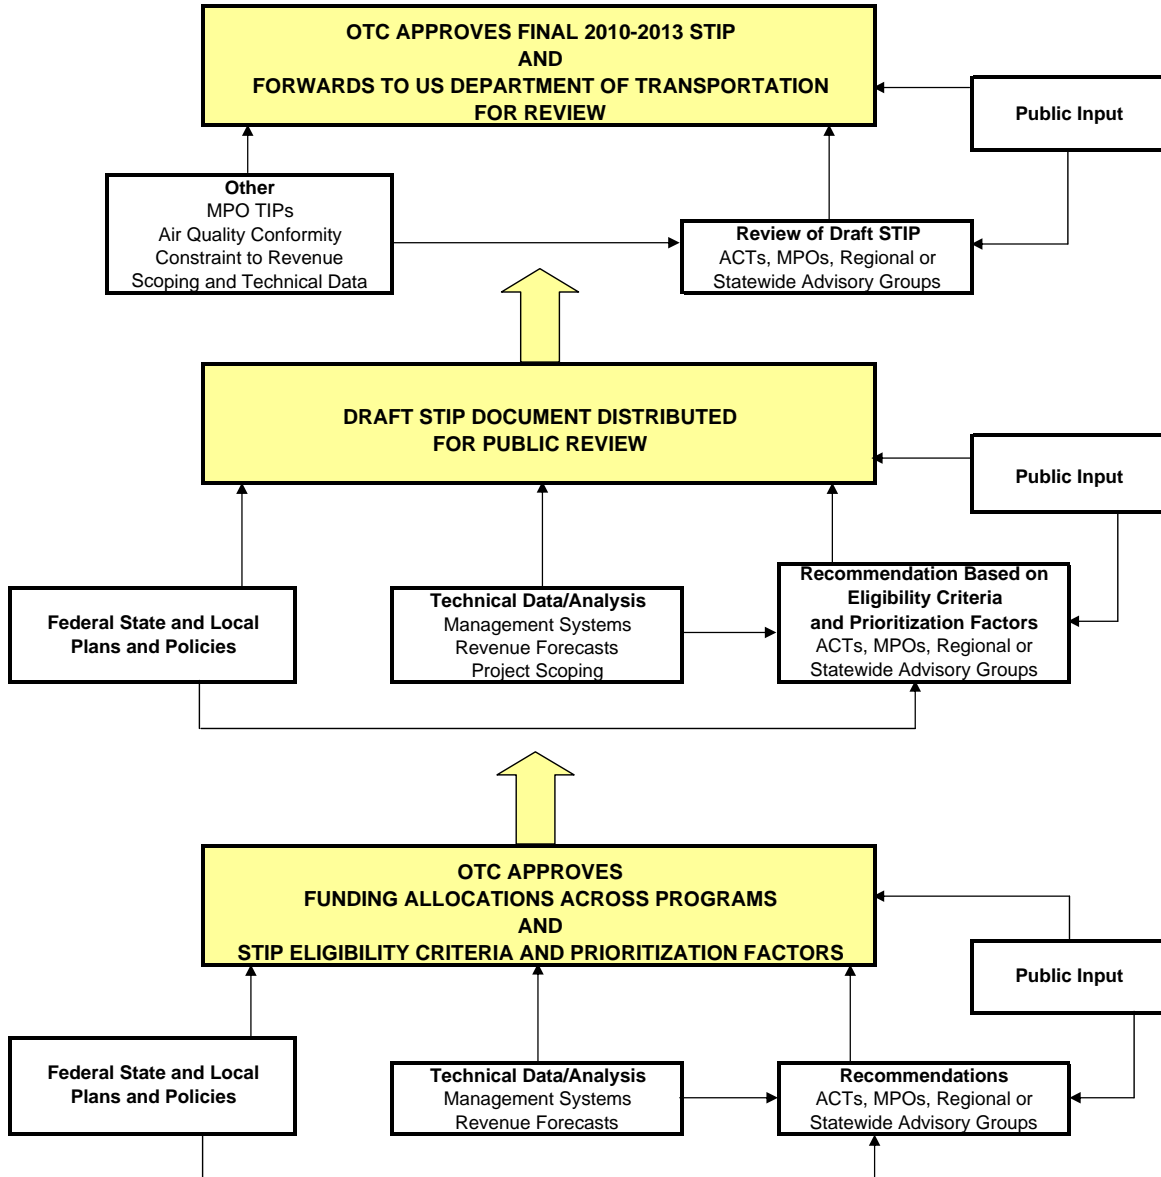 OTC APPROVES FINAL 2010-2013 STIP
AND
FORWARDS TO US DEPARTMENT OF TRANSPORTATION
FOR REVIEW
Public Input
Other
MPO TIPs
Air Quality Conformity
Constraint to Revenue
Scoping and Technical Data
Review of Draft STIP
ACTs, MPOs, Regional or
Statewide Advisory Groups
DRAFT STIP DOCUMENT DISTRIBUTED
FOR PUBLIC REVIEW
Public Input
Federal State and Local
Plans and Policies
Technical Data/Analysis
Management Systems
Revenue Forecasts
Project Scoping
Recommendation Based on
Eligibility Criteria
and Prioritization Factors
ACTs, MPOs, Regional or
Statewide Advisory Groups
OTC APPROVES
FUNDING ALLOCATIONS ACROSS PROGRAMS
AND
STIP ELIGIBILITY CRITERIA AND PRIORITIZATION FACTORS
Public Input
Federal State and Local
Plans and Policies
Technical Data/Analysis
Management Systems
Revenue Forecasts
Recommendations
ACTs, MPOs, Regional or
Statewide Advisory Groups